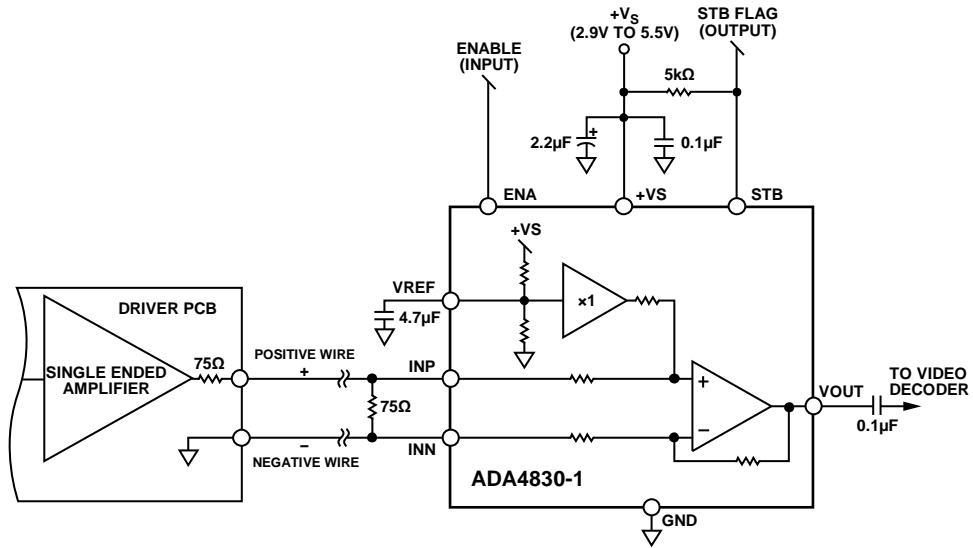 +VS
(2.9V TO 5.5V)
STB FLAG
(OUTPUT)
ENABLE
(INPUT)
5kΩ
2.2µF
+
0.1µF
ENA
+VS
STB
+VS
VREF
×1
4.7µF
DRIVER PCB
SINGLE ENDED
AMPLIFIER
75Ω
POSITIVE WIRE
+
INP
75Ω
–
NEGATIVE WIRE
INN
+
–
VOUT
TO VIDEO
DECODER
0.1µF
ADA4830-1
GND